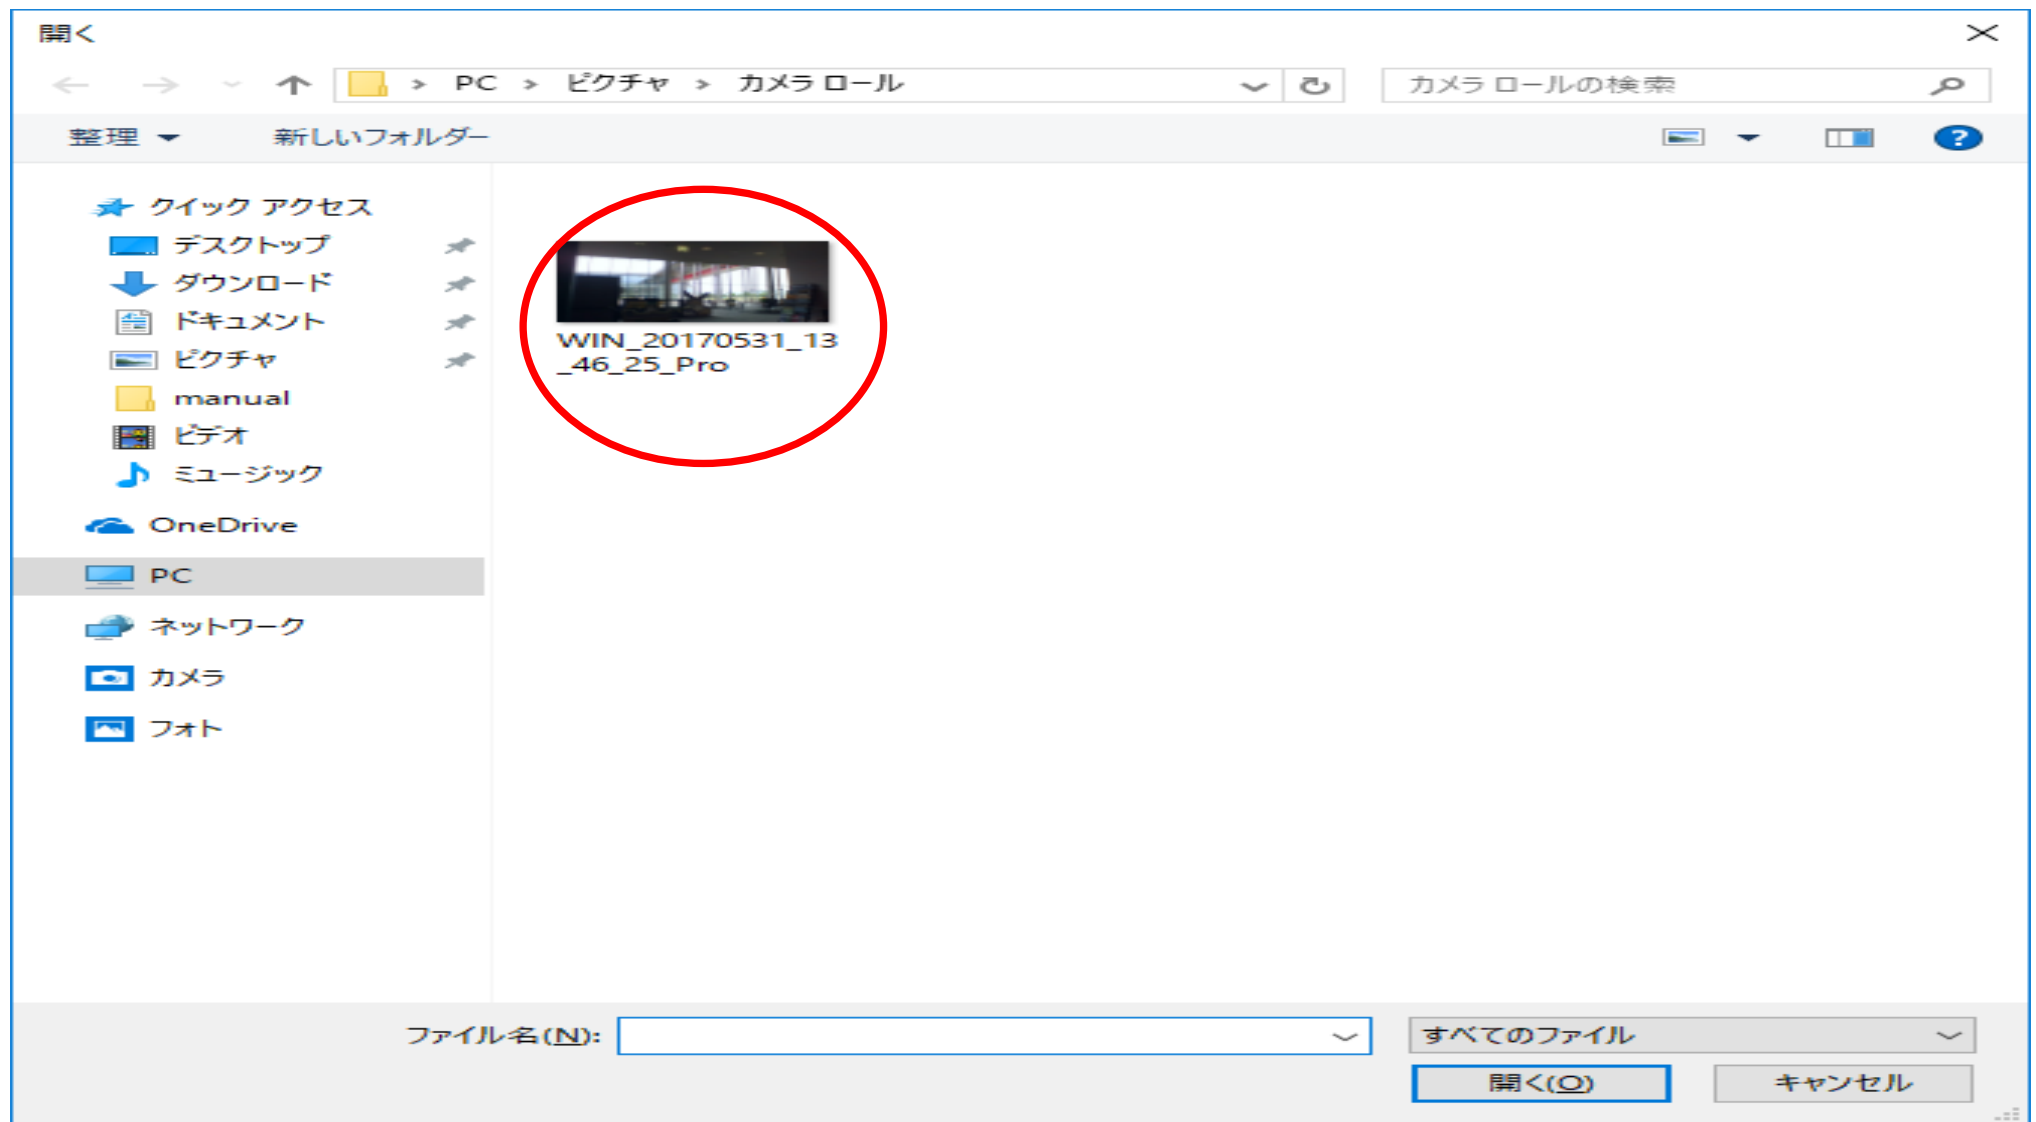 開く
PC > ピクチャ > カメラ ロール
カメラ ロールの検索
整理
新しいフォルダー
クイック アクセス
デスクトップ
ダウンロード
ドキュメント
ピクチャ
manual
ビデオ
ミュージック
OneDrive
PC
ネットワーク
カメラ
フォト
WIN_20170531_13
_46_25_Pro
ファイル名(N):
すべてのファイル
開く(O)
キャンセル